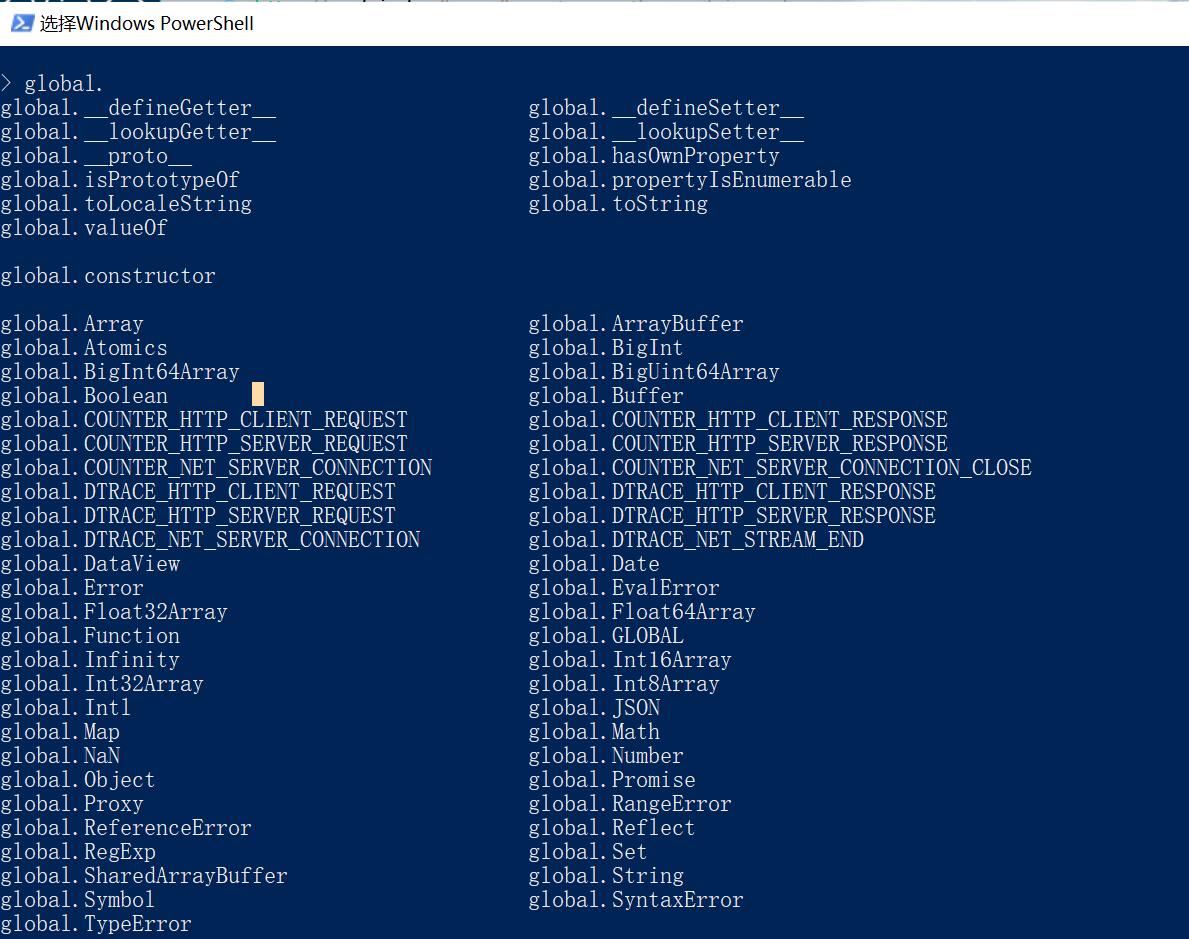 选择Windows PowerShell
> global.
global.__defineGetter__ global.__defineSetter__
global.__lookupGetter__ global.__lookupSetter__
global.__proto__ global.hasOwnProperty
global.isPrototypeOf global.propertyIsEnumerable
global.toLocaleString global.toString
global.valueOf
global.constructor
global.Array global.ArrayBuffer
global.Atomics global.BigInt
global.BigInt64Array global.BigUint64Array
global.Boolean global.Buffer
global.COUNTER_HTTP_CLIENT_REQUEST global.COUNTER_HTTP_CLIENT_RESPONSE
global.COUNTER_HTTP_SERVER_REQUEST global.COUNTER_HTTP_SERVER_RESPONSE
global.COUNTER_NET_SERVER_CONNECTION global.COUNTER_NET_SERVER_CONNECTION_CLOSE
global.DTRACE_HTTP_CLIENT_REQUEST global.DTRACE_HTTP_CLIENT_RESPONSE
global.DTRACE_HTTP_SERVER_REQUEST global.DTRACE_HTTP_SERVER_RESPONSE
global.DTRACE_NET_SERVER_CONNECTION global.DTRACE_NET_STREAM_END
global.DataView global.Date
global.Error global.EvalError
global.Float32Array global.Float64Array
global.Function global.GLOBAL
global.Infinity global.Int16Array
global.Int32Array global.Int8Array
global.Intl global.JSON
global.Map global.Math
global.NaN global.Number
global.Object global.Promise
global.Proxy global.RangeError
global.ReferenceError global.Reflect
global.RegExp global.Set
global.SharedArrayBuffer global.String
global.Symbol global.SyntaxError
global.TypeError